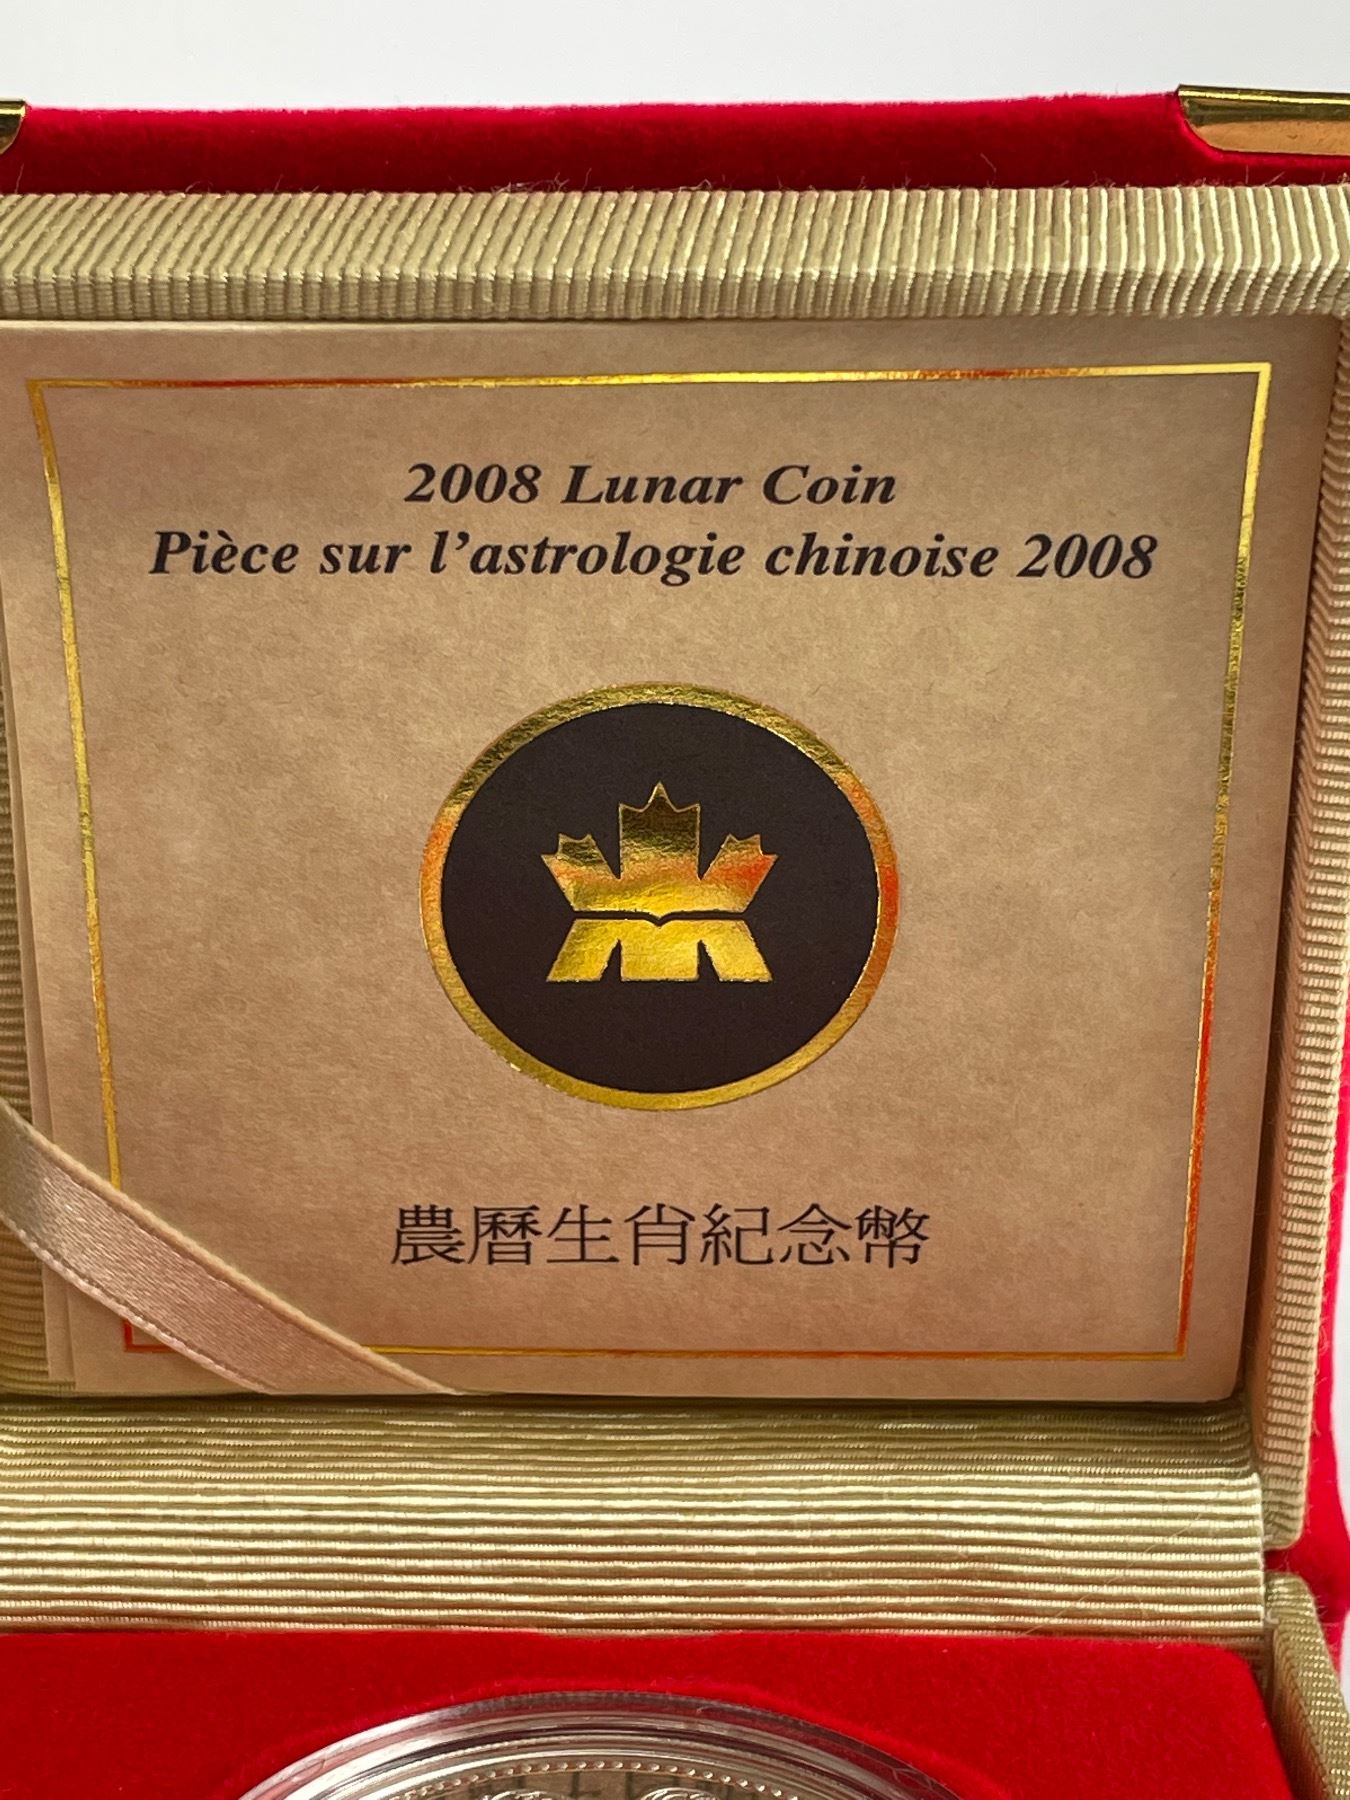 2008 Lunar Coin
Pièce sur l'astrologie chinoise 2008
農曆生肖紀念幣